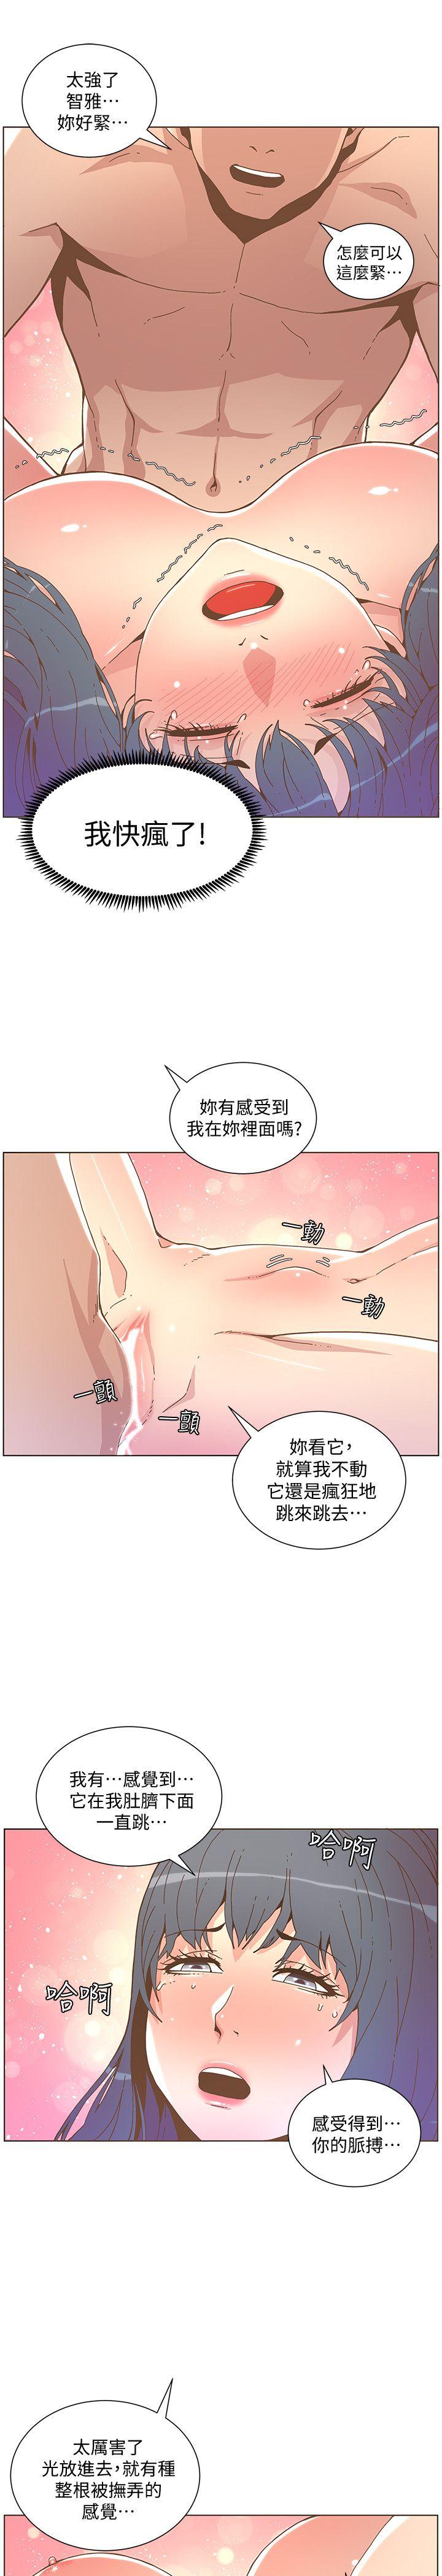 太強了
智雅⋯
妳好緊⋯
怎麼可以
這麼緊⋯
我快瘋了!
妳有感受到
我在妳裡面嗎?
一動
一動
一顫
一顫
妳看它，
就算我不動
它還是瘋狂地
跳來跳去⋯
我有⋯感覺到⋯
它在我肚臍下面
一直跳⋯
哈啊
哈啊
感受得到⋯
你的脈搏⋯
太厲害了
光放進去，就有種
整根被撫弄的
感覺⋯